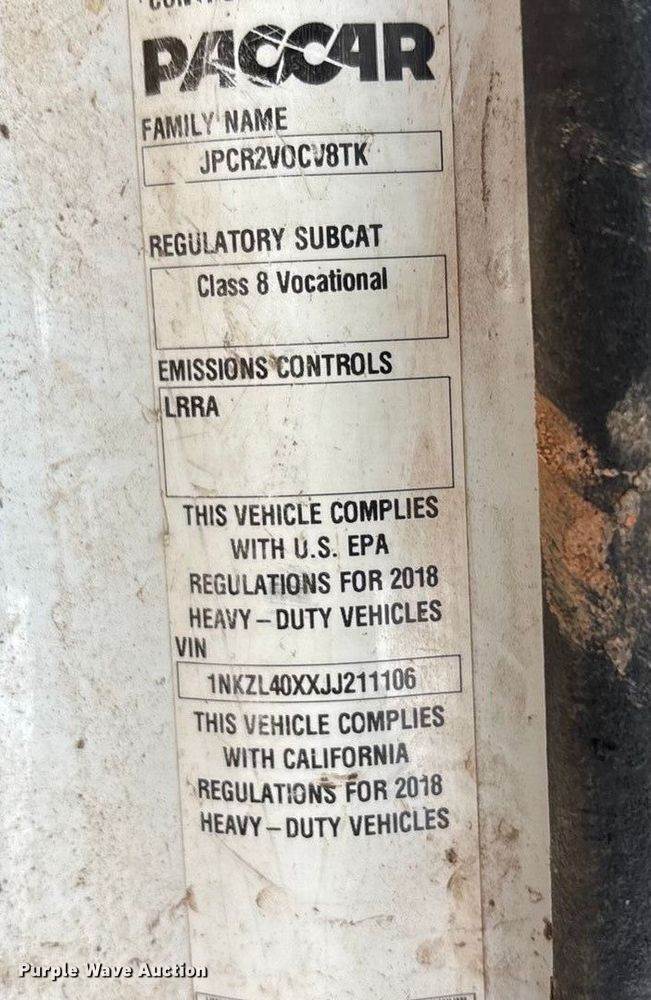 PACCAR
FAMILY NAME
JPCR2VOCV8TK
REGULATORY SUBCAT
Class 8 Vocational
EMISSIONS CONTROLS
LRRA
THIS VEHICLE COMPLIES
WITH U.S. EPA
REGULATIONS FOR 2018
HEAVY-DUTY VEHICLES
VIN
1NKZL40XXJJ211106
THIS VEHICLE COMPLIES
WITH CALIFORNIA
REGULATIONS FOR 2018
HEAVY-DUTY VEHICLES
Purple Wave Auction